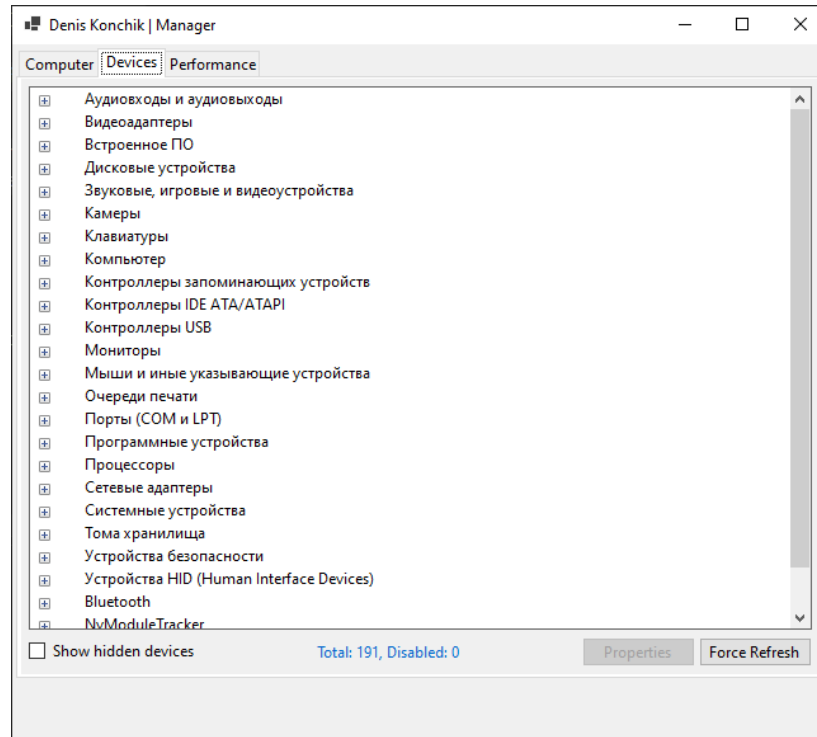 Denis Konchik | Manager
Computer Devices Performance
Аудиовходы и аудиовыходы
Видеоадаптеры
Встроенное ПО
Дисковые устройства
Звуковые, игровые и видеоустройства
Камеры
Клавиатуры
Компьютер
Контроллеры запоминающих устройств
Контроллеры IDE ATA/ATAPI
Контроллеры USB
Мониторы
Мыши и иные указывающие устройства
Очереди печати
Порты (COM и LPT)
Программные устройства
Процессоры
Сетевые адаптеры
Системные устройства
Тома хранилища
Устройства безопасности
Устройства HID (Human Interface Devices)
Bluetooth
NvModuleTracker
Show hidden devices Total: 191, Disabled: 0 Properties Force Refresh